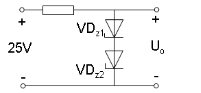 + +
VDz1
25V Uo
VDz2
- -